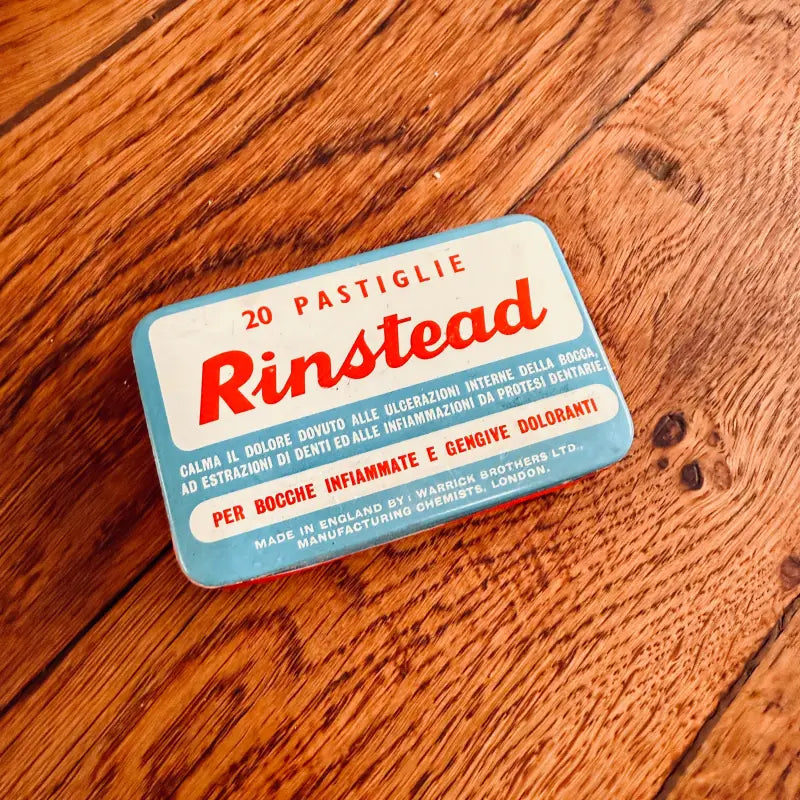 20 PASTIGLIE
Rinstead
CALMA IL DOLORE DOVUTO ALLE ULCERAZIONI INTERNE DELLA BOCCA,
AD ESTRAZIONI DI DENTI ED ALLE INFIAMMAZIONI DA PROTESI DENTARIE.
PER BOCCHE INFIAMMATE E GENGIVE DOLORANTI
MADE IN ENGLAND BY: WARRICK BROTHERS LTD.,
MANUFACTURING CHEMISTS, LONDON.